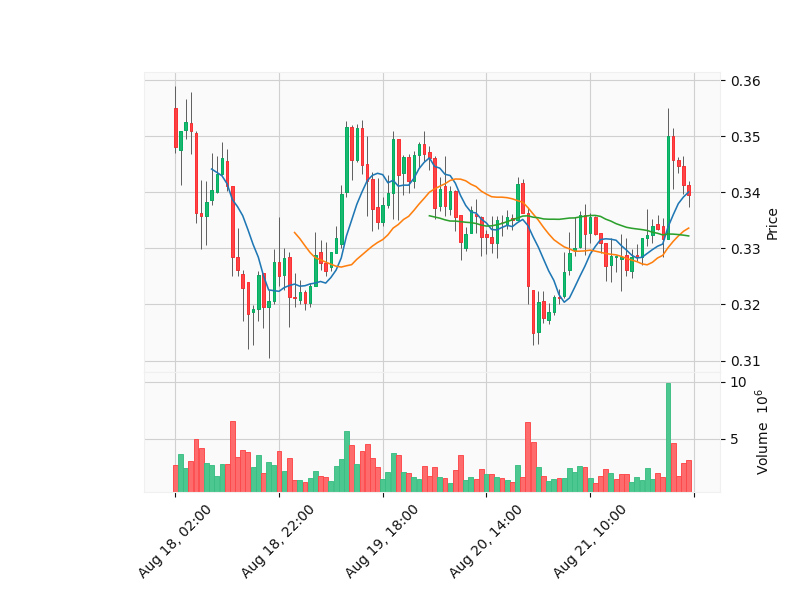 0.36
0.35
0.34
0.33
0.32
0.31
Price
10
5
Volume 10^6
Aug 18, 02:00
Aug 18, 22:00
Aug 19, 18:00
Aug 20, 14:00
Aug 21, 10:00